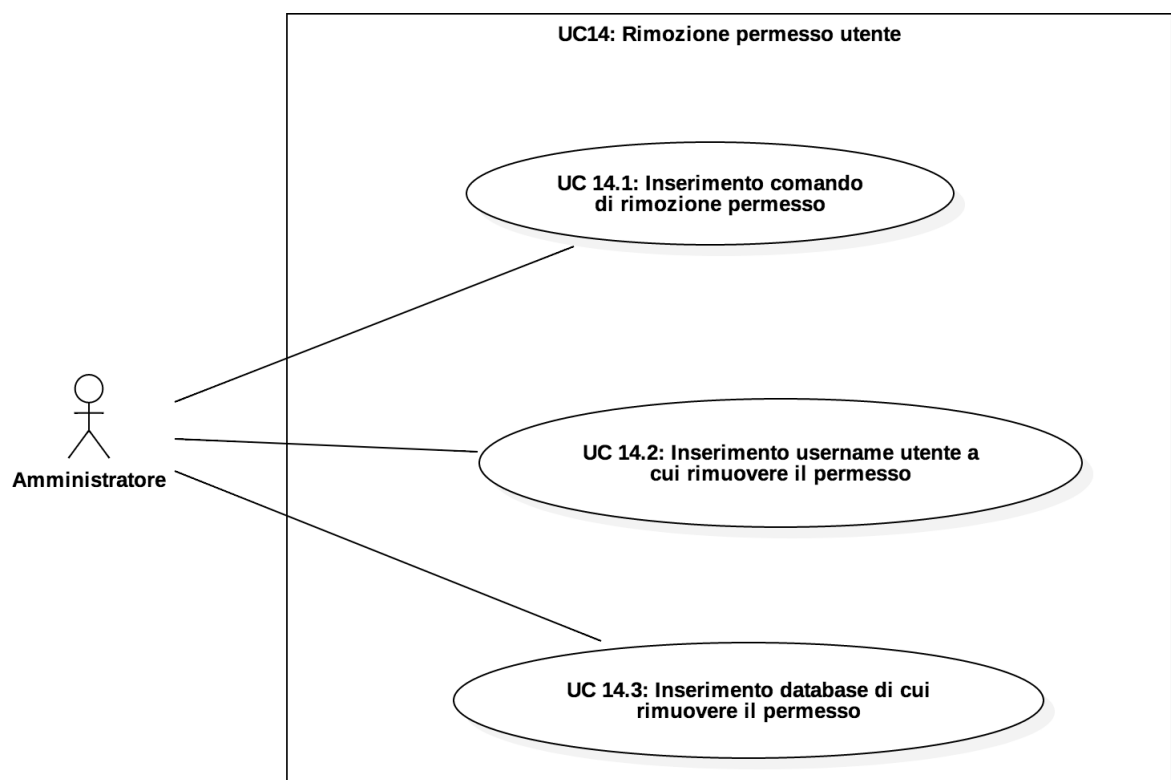 UC14: Rimozione permesso utente
UC 14.1: Inserimento comando
di rimozione permesso
Amministratore
UC 14.2: Inserimento username utente a
cui rimuovere il permesso
UC 14.3: Inserimento database di cui
rimuovere il permesso